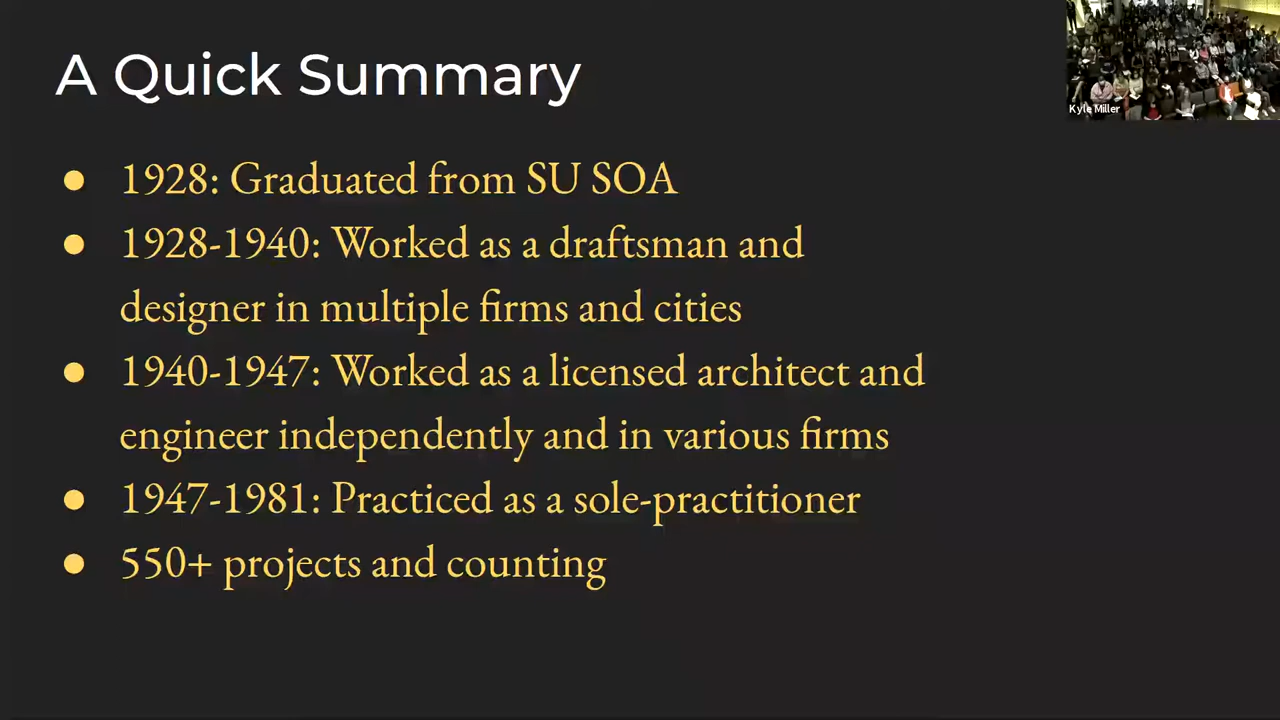 A Quick Summary
Kyle Miller
● 1928: Graduated from SU SOA
● 1928-1940: Worked as a draftsman and
designer in multiple firms and cities
● 1940-1947: Worked as a licensed architect and
engineer independently and in various firms
● 1947-1981: Practiced as a sole-practitioner
● 550+ projects and counting